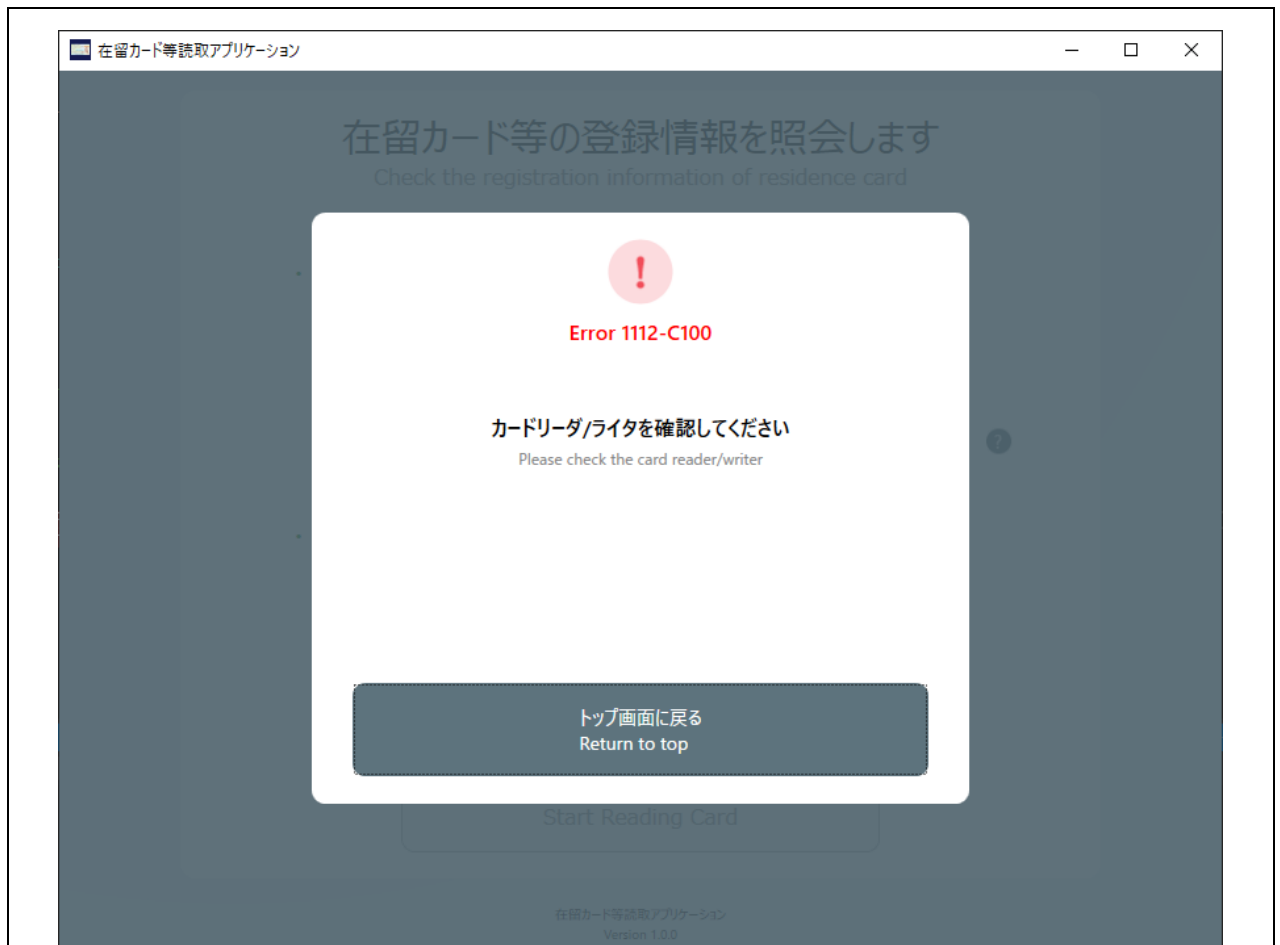 在留カード等読取アプリケーション
在留カード等の登録情報を照会します
Check the registration information of residence card
!
Error 1112-C100
カードリーダ/ライタを確認してください
Please check the card reader/writer
?
トップ画面に戻る
Return to top
Start Reading Card
在留カード等読取アプリケーション
Version 1.0.0